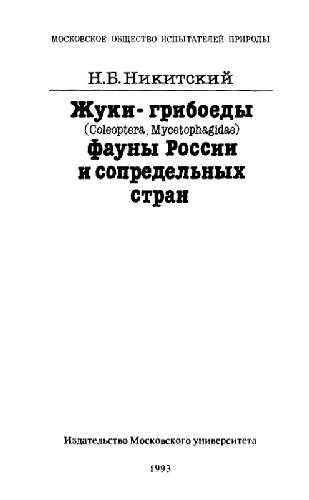 МОСКОВСКОЕ ОБЩЕСТВО ИСПЫТАТЕЛЕЙ ПРИРОДЫ
Н.Б.Никитский
Жуки- грибоеды
(Coleoptera, Mycetophagidae)
фауны России
и сопредельных
стран
Издательство Московского университета
1993